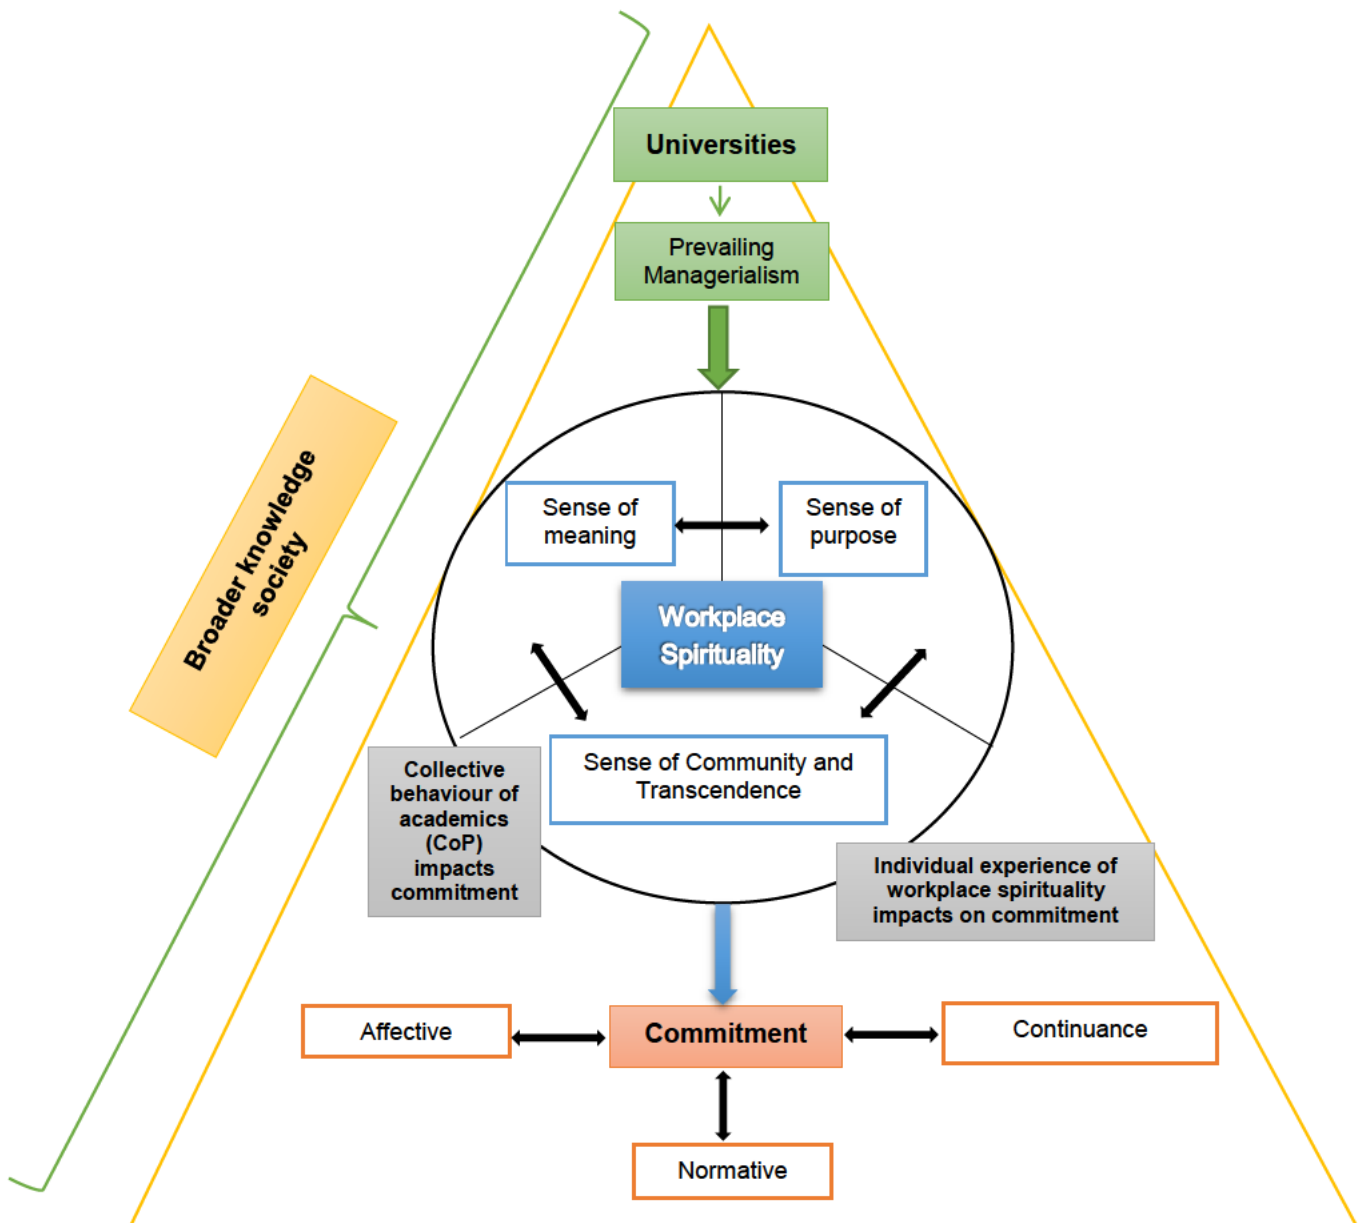 Universities
Prevailing
Managerialism
Broader knowledge
society
Sense of
meaning
Sense of
purpose
Workplace
Spirituality
Sense of Community and
Transcendence
Collective
behaviour of
academics
(CoP)
impacts
commitment
Individual experience of
workplace spirituality
impacts on commitment
Affective
Commitment
Continuance
Normative